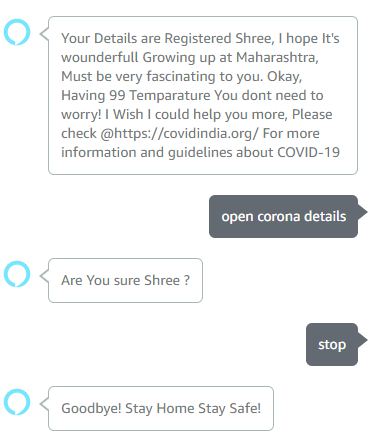 Your Details are Registered Shree, I hope It's
wounderfull Growing up at Maharashtra,
Must be very fascinating to you. Okay,
Having 99 Temparature You dont need to
worry! I Wish I could help you more, Please
check @https://covidindia.org/ For more
information and guidelines about COVID-19
open corona details
Are You sure Shree ?
stop
Goodbye! Stay Home Stay Safe!